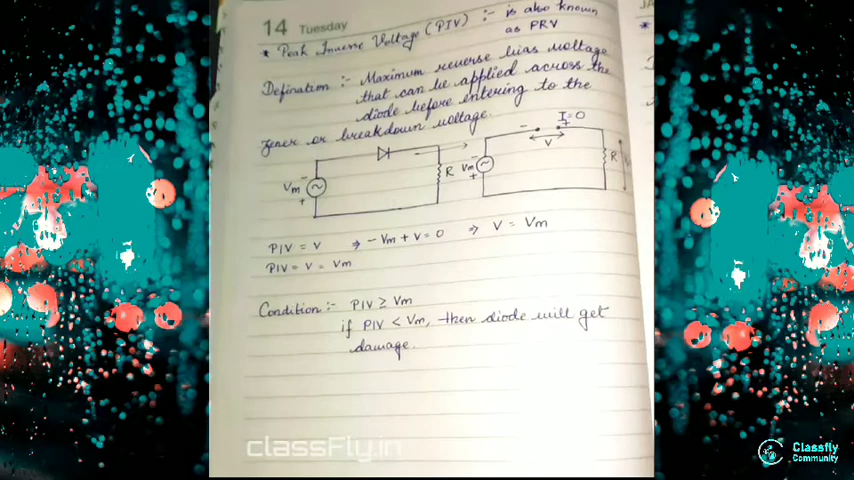 14 Tuesday
* Peak Inverse Voltage (PIV) :- is also known
as PRV
Defination :- Maximum reverse bias voltage
that can be applied across the
diode before entering to the
zener or breakdown voltage.
I=0
- +
V
Vm - + ~ R
Vm - + ~ R
PIV = V ⇒ -Vm + V = 0 ⇒ V = Vm
PIV = V = Vm
Condition :- PIV ≥ Vm
if PIV < Vm, then diode will get
damage.
classFly.in
Classfly
Community